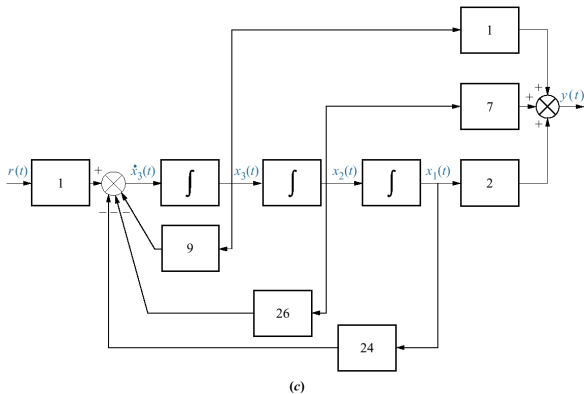 1
+
+
7
+
y(t)
+
r(t)
1
+
ẋ₃(t)
∫
x₃(t)
∫
x₂(t)
∫
x₁(t)
2
− − −
9
26
24
(c)